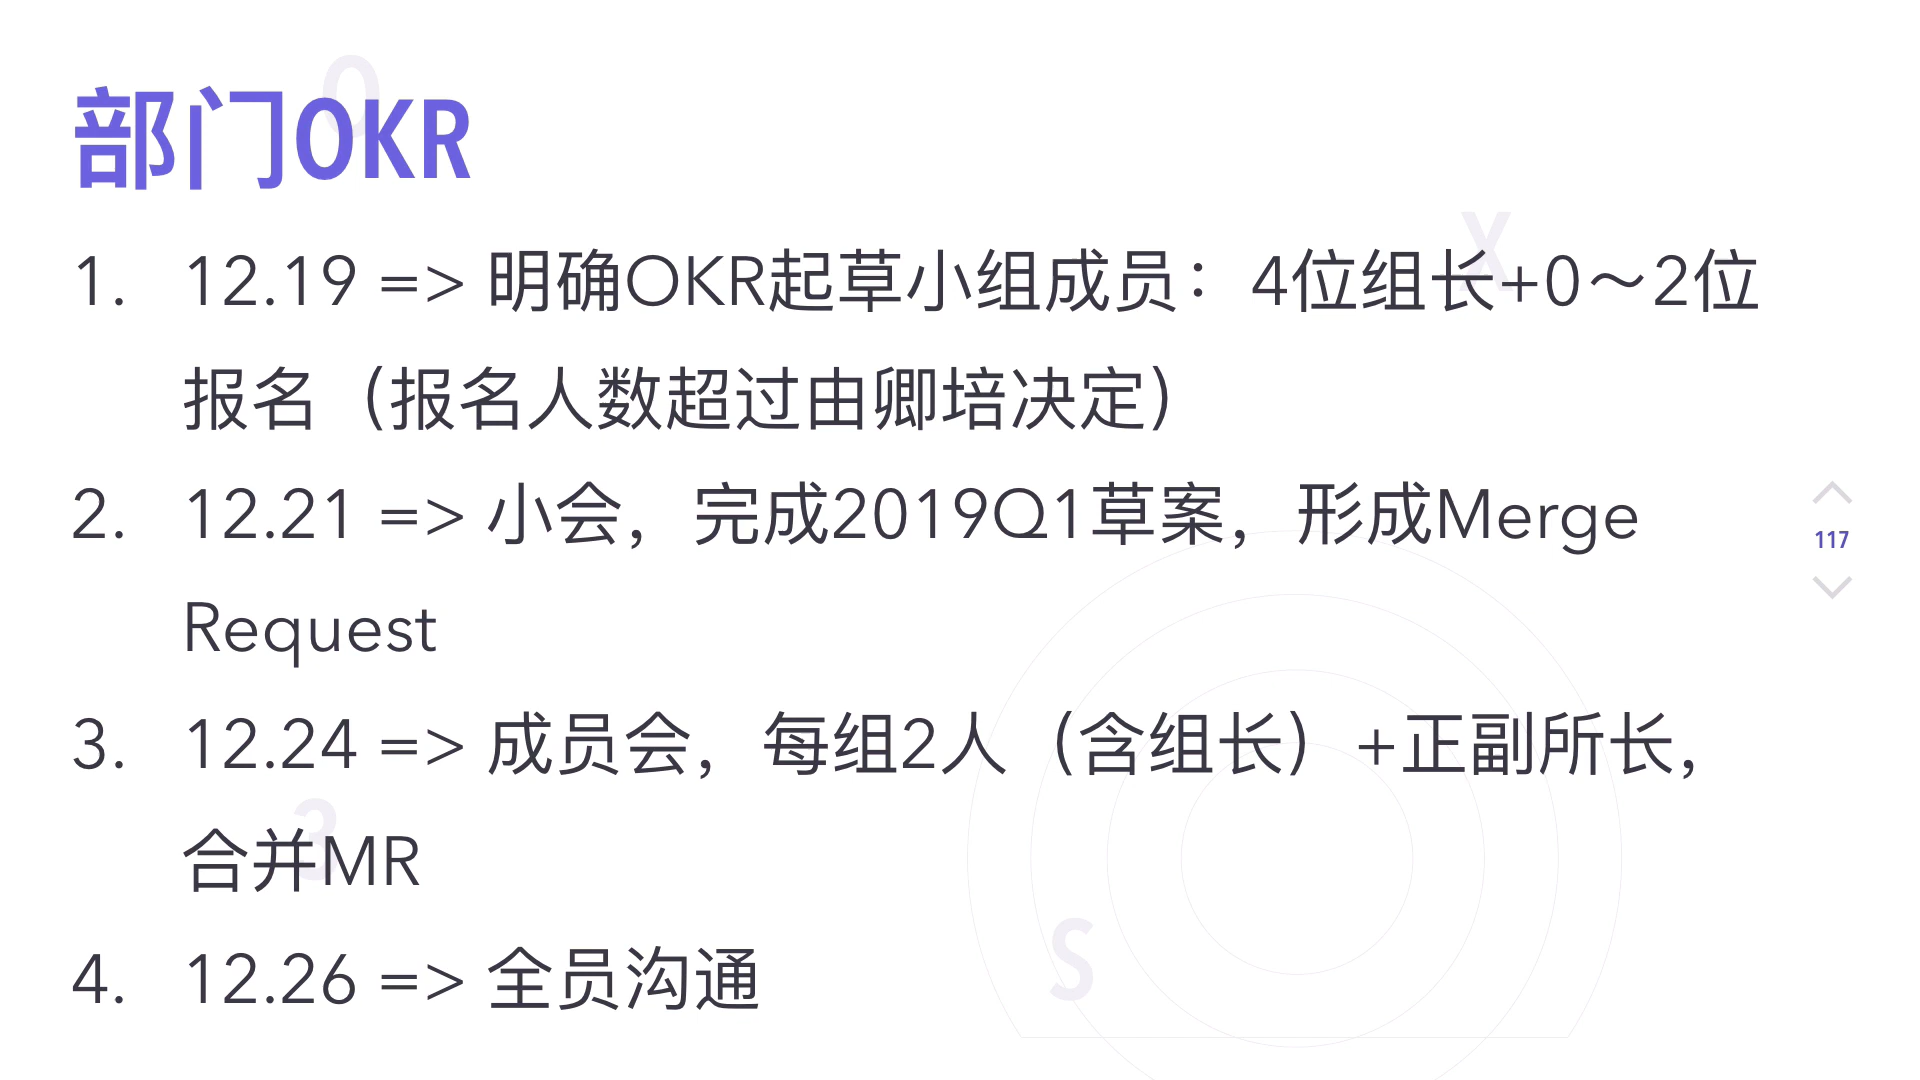 部门OKR
1. 12.19 => 明确OKR起草小组成员：4位组长+0～2位
报名（报名人数超过由卿培决定）
2. 12.21 => 小会，完成2019Q1草案，形成Merge
Request
3. 12.24 => 成员会，每组2人（含组长）+正副所长，
合并MR
4. 12.26 => 全员沟通
117
O
X
3
S